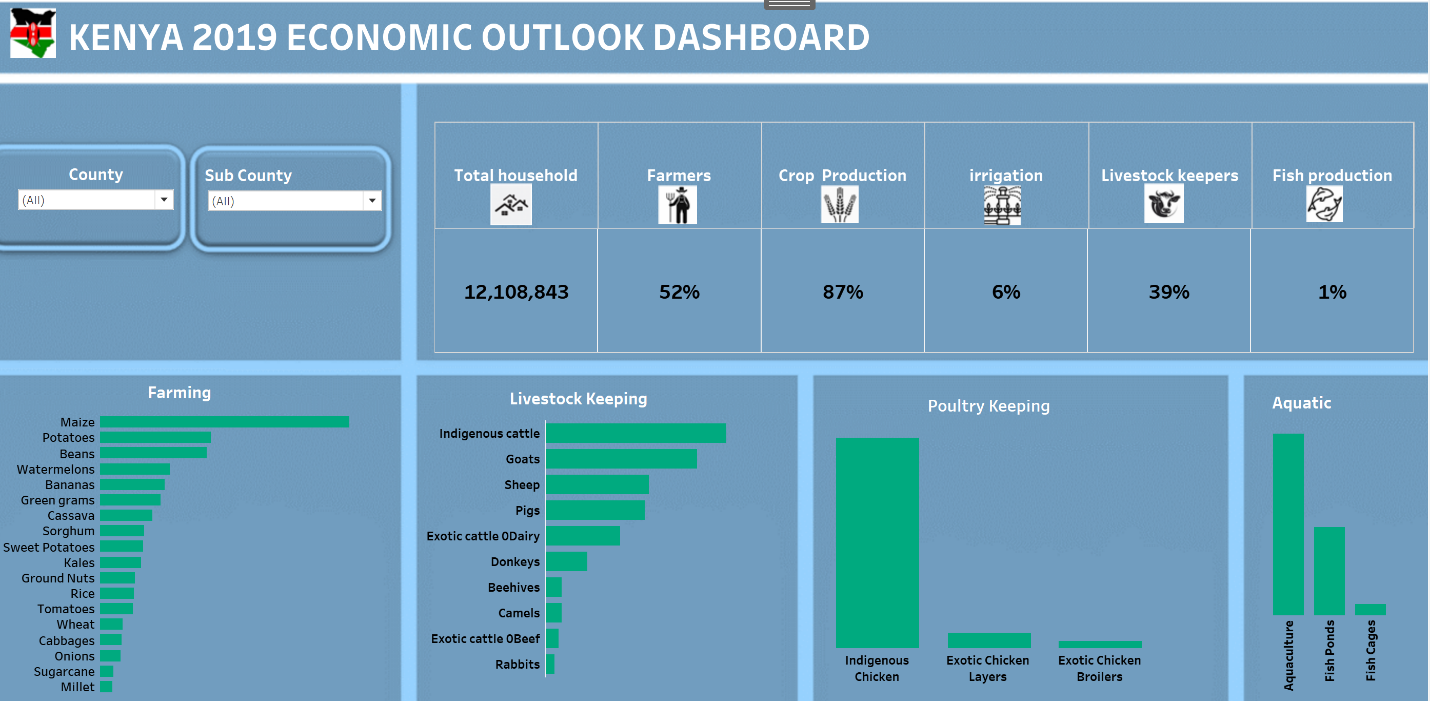 KENYA 2019 ECONOMIC OUTLOOK DASHBOARD
County
(All)
Sub County
(All)
Total household
Farmers
Crop Production
irrigation
Livestock keepers
Fish production
12,108,843
52%
87%
6%
39%
1%
Farming
Maize
Potatoes
Beans
Watermelons
Bananas
Green grams
Cassava
Sorghum
Sweet Potatoes
Kales
Ground Nuts
Rice
Tomatoes
Wheat
Cabbages
Onions
Sugarcane
Millet
Livestock Keeping
Indigenous cattle
Goats
Sheep
Pigs
Exotic cattle 0Dairy
Donkeys
Beehives
Camels
Exotic cattle 0Beef
Rabbits
Poultry Keeping
Indigenous
Chicken
Exotic Chicken
Layers
Exotic Chicken
Broilers
Aquatic
Aquaculture
Fish Ponds
Fish Cages